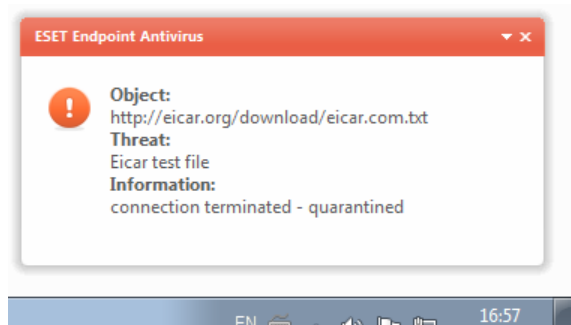 ESET Endpoint Antivirus
Object:
http://eicar.org/download/eicar.com.txt
Threat:
Eicar test file
Information:
connection terminated - quarantined
EN
16:57